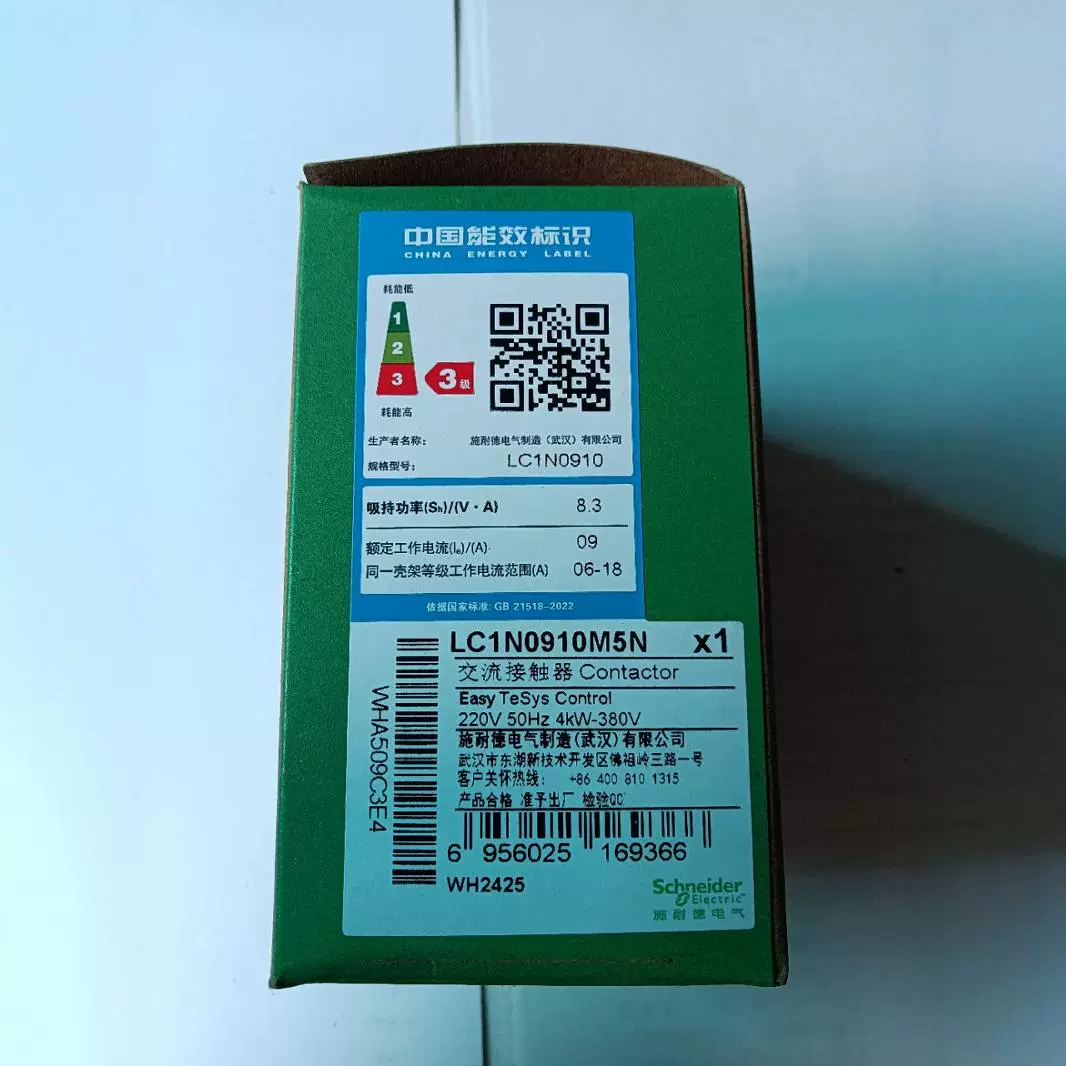 中国能效标识
CHINA ENERGY LABEL
耗能低
1
2
3
3级
耗能高
生产者名称： 施耐德电气制造（武汉）有限公司
规格型号： LC1N0910
吸持功率(Sh)/(V·A) 8.3
额定工作电流(Ie)/(A) 09
同一壳架等级工作电流范围(A) 06-18
依据国家标准: GB 21518-2022
LC1N0910M5N x1
交流接触器 Contactor
Easy TeSys Control
220V 50Hz 4kW-380V
施耐德电气制造(武汉)有限公司
武汉市东湖新技术开发区佛祖岭三路一号
客户关怀热线： +86 400 810 1315
产品合格 准予出厂 检验QC
WHA509C3E4
6 956025 169366
WH2425
Schneider
Electric™
施耐德电气